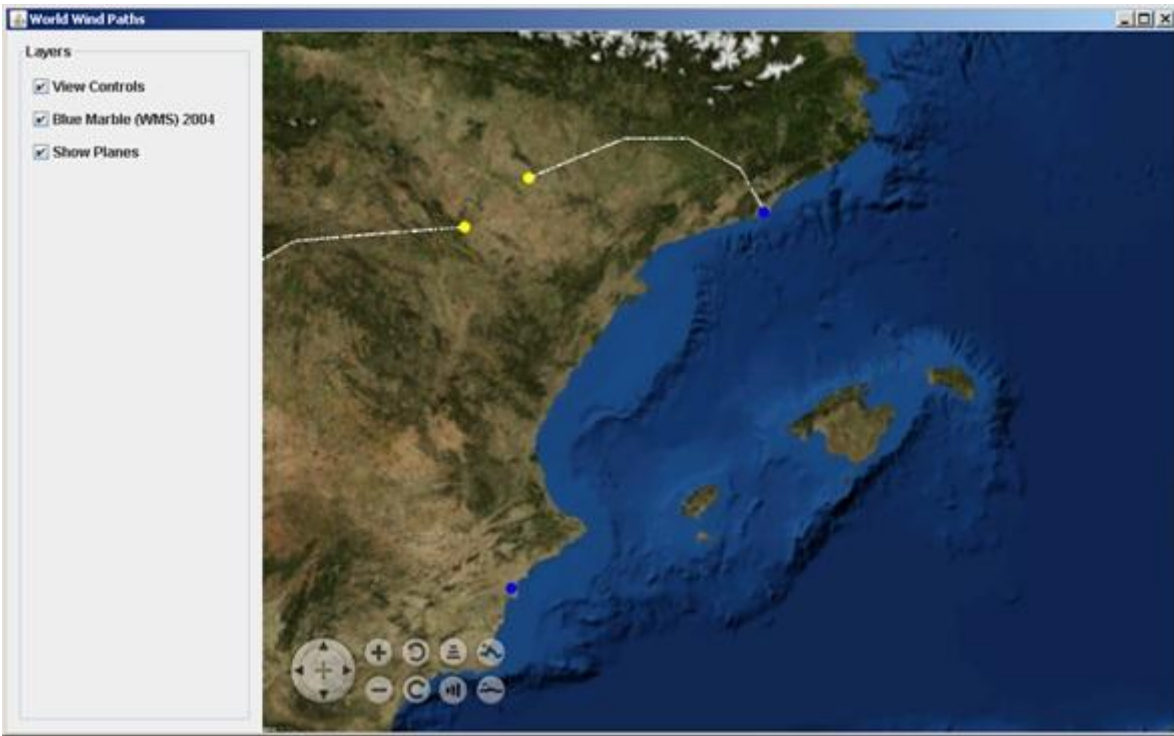 World Wind Paths
Layers
View Controls
Blue Marble (WMS) 2004
Show Planes